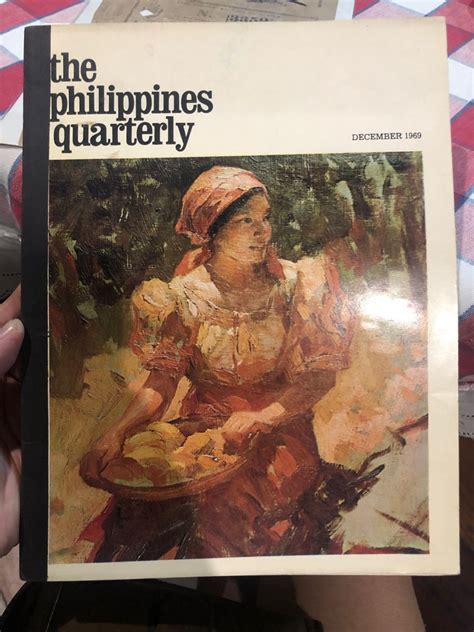 the
philippines
quarterly
DECEMBER 1969